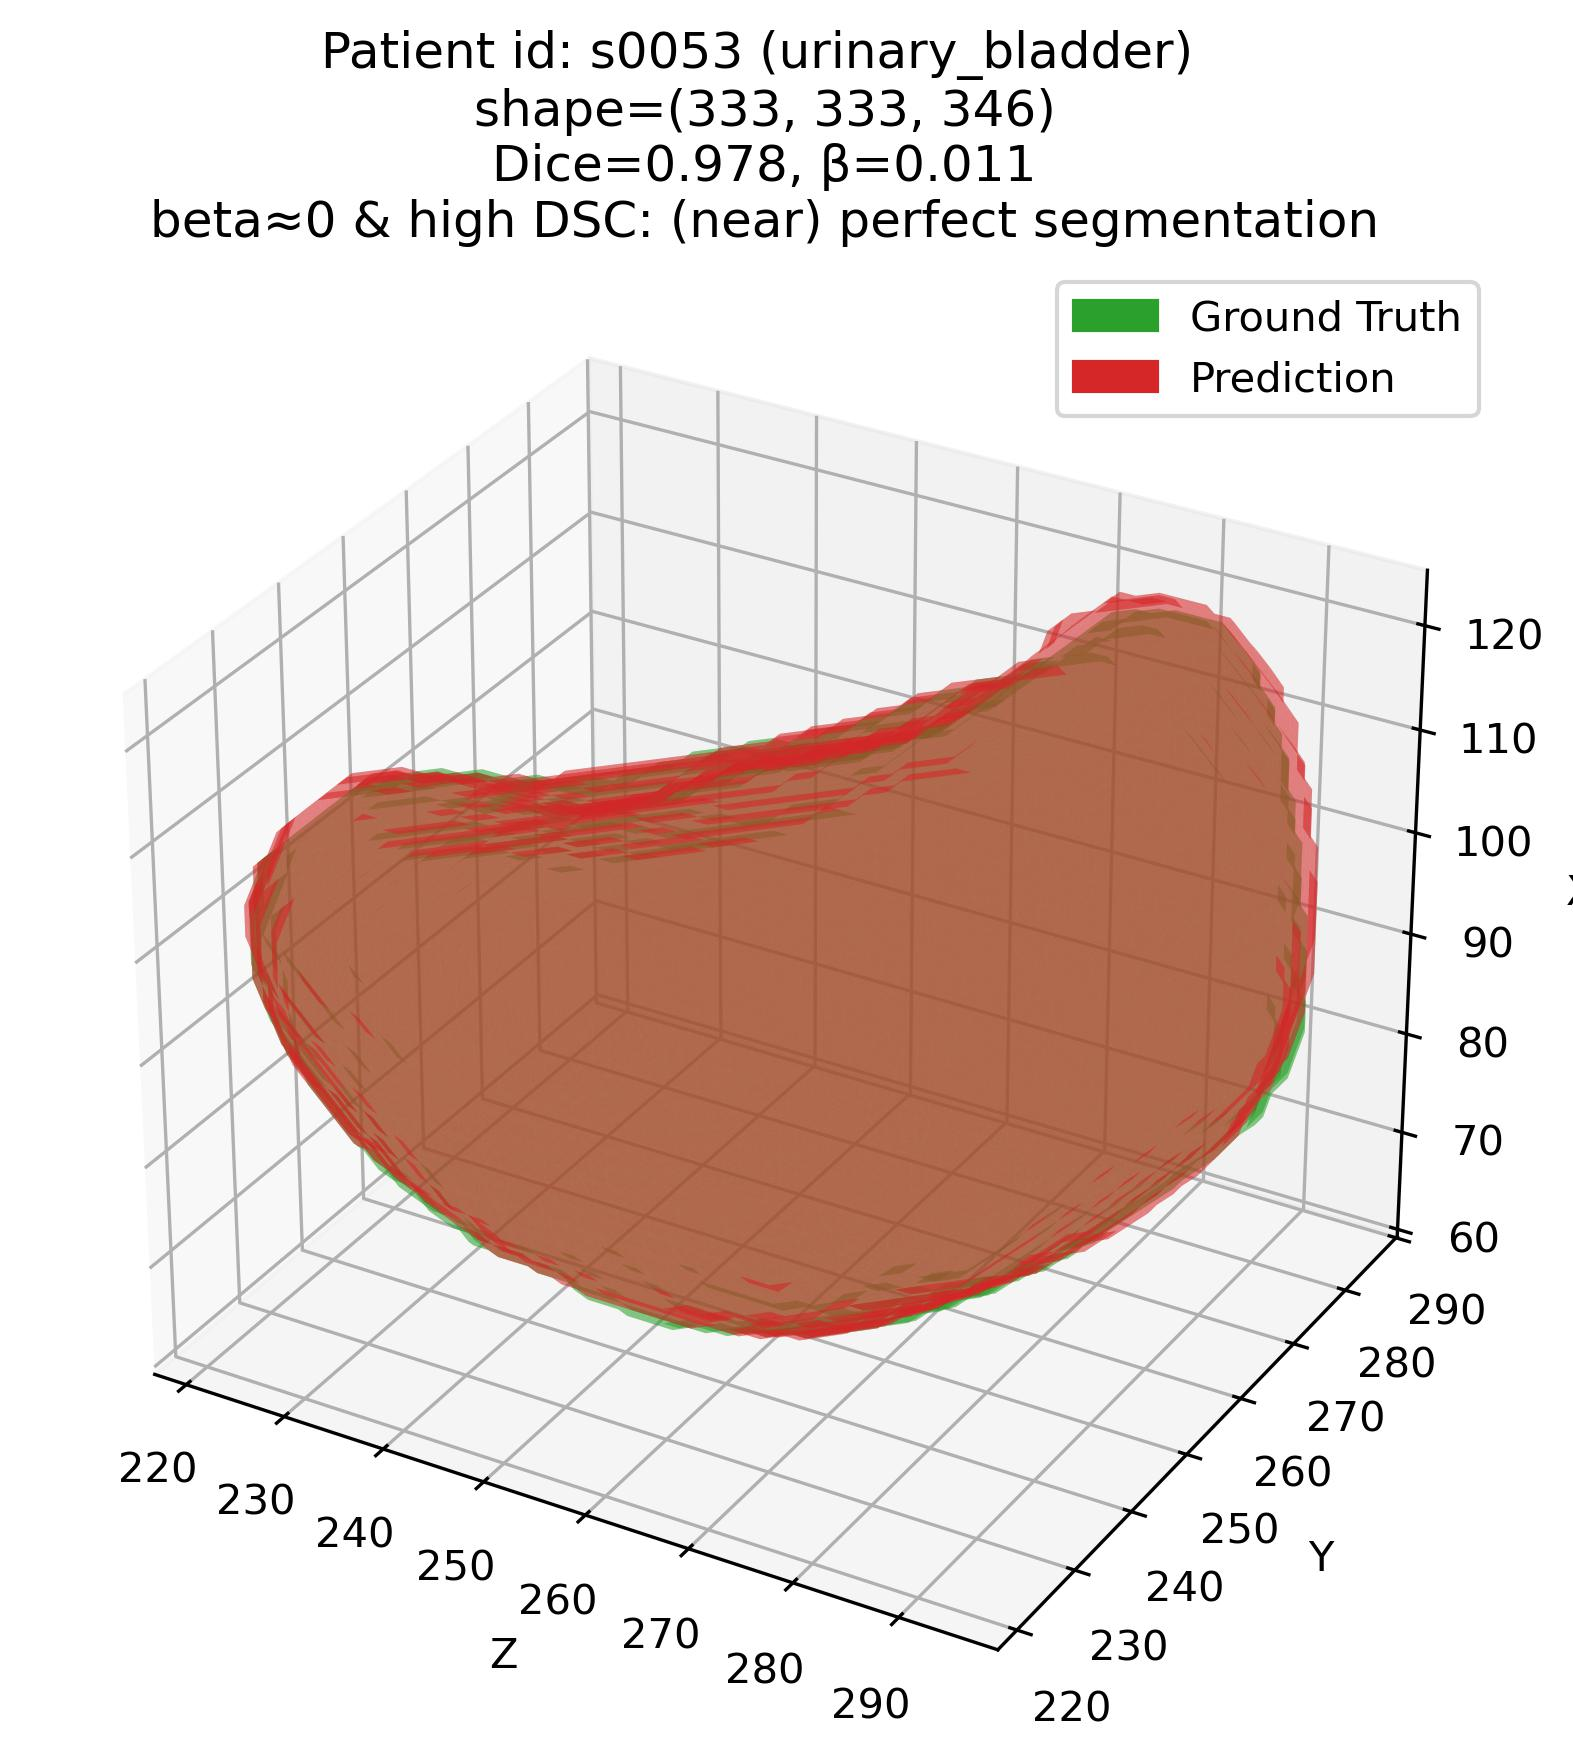 Patient id: s0053 (urinary_bladder)
shape=(333, 333, 346)
Dice=0.978, β=0.011
beta≈0 & high DSC: (near) perfect segmentation
Ground Truth
Prediction
120
110
100
90
80
70
60
290
280
270
260
250
240
230
220
Y
220
230
240
250
260
270
280
290
Z